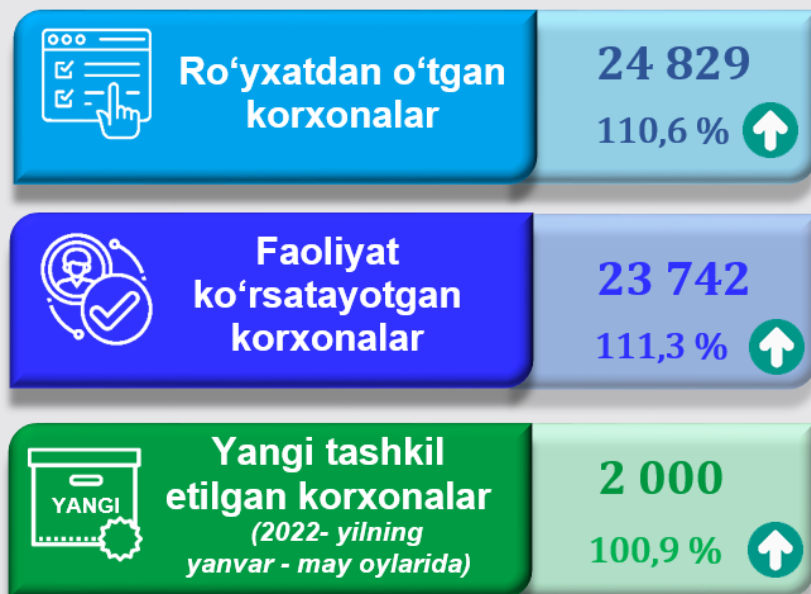 Ro‘yxatdan o‘tgan
korxonalar
24 829
110,6 %
Faoliyat
ko‘rsatayotgan
korxonalar
23 742
111,3 %
YANGI
Yangi tashkil
etilgan korxonalar
(2022- yilning
yanvar - may oylarida)
2 000
100,9 %